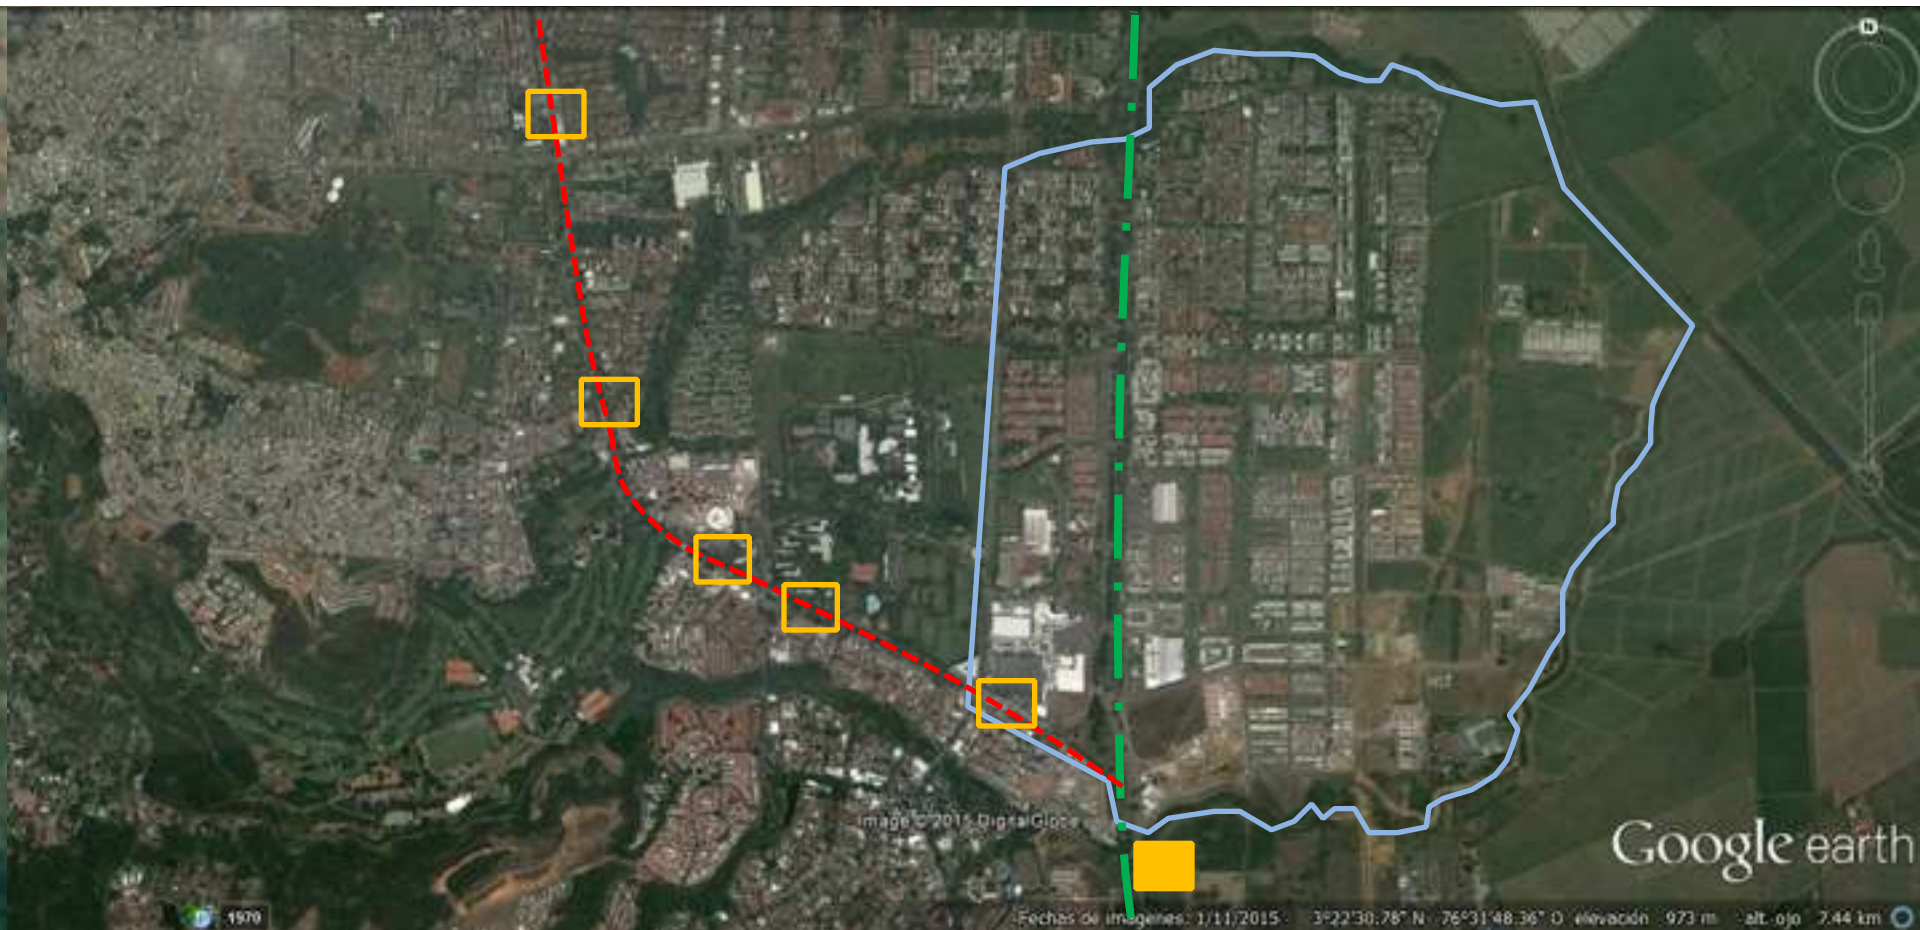 N
Image © 2015 DigitalGlobe
Google earth
1970
Fechas de imágenes: 1/11/2015 3°22'30.78" N 76°31'48.36" O elevación 973 m alt. ojo 7.44 km